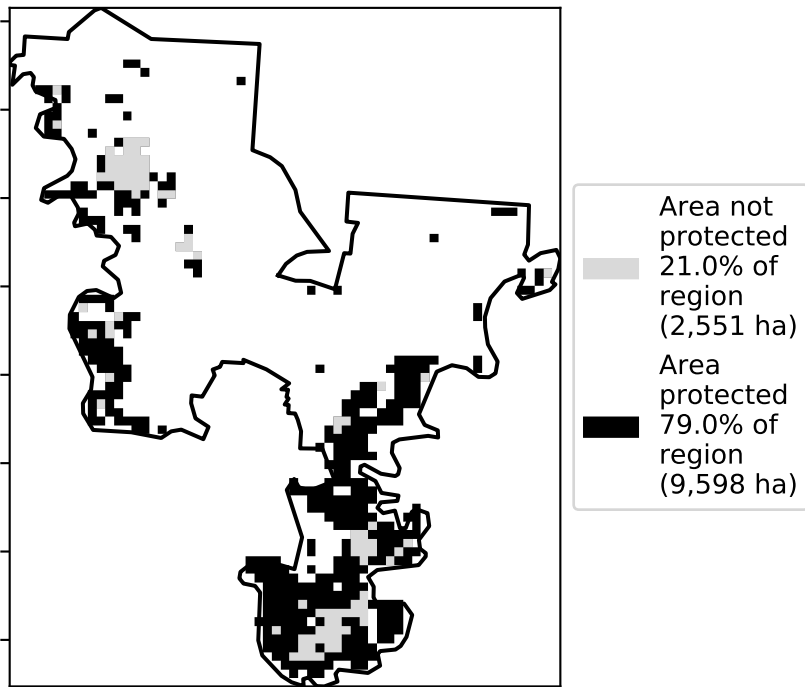 Area not
protected
21.0% of
region
(2,551 ha)
Area
protected
79.0% of
region
(9,598 ha)